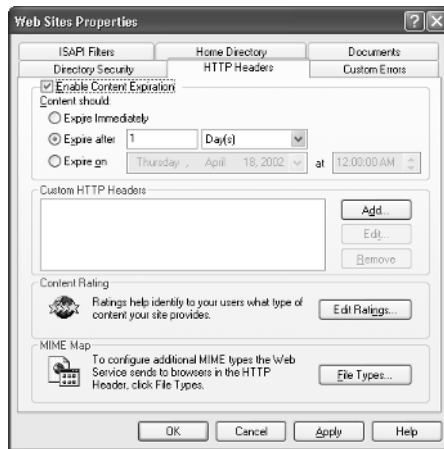 Web Sites Properties
ISAPI Filters Home Directory Documents
Directory Security HTTP Headers Custom Errors
Enable Content Expiration
Content should:
Expire Immediately
Expire after 1 Day(s)
Expire on Thursday , April 18, 2002 at 12:00:00 AM
Custom HTTP Headers
Add...
Edit...
Remove
Content Rating
Ratings help identify to your users what type of
content your site provides.
Edit Ratings...
MIME Map
To configure additional MIME types the Web
Service sends to browsers in the HTTP
Header, click File Types.
File Types...
OK Cancel Apply Help